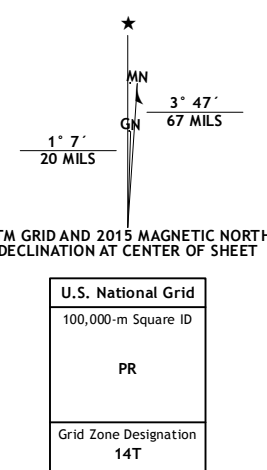 ★
MN
3° 47´
GN
67 MILS
1° 7´
20 MILS
TM GRID AND 2015 MAGNETIC NORTH
DECLINATION AT CENTER OF SHEET
U.S. National Grid
100,000-m Square ID
PR
Grid Zone Designation
14T